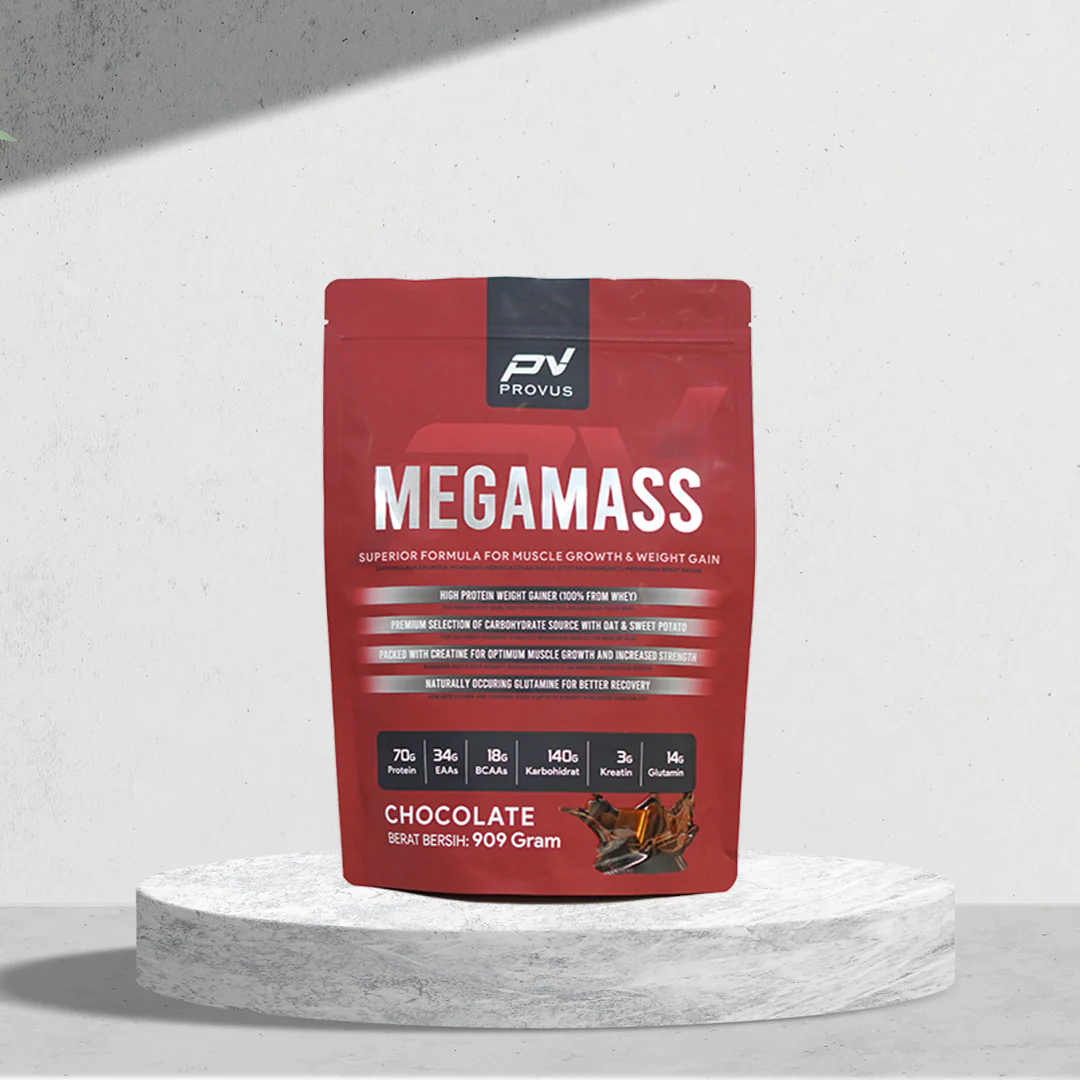 PV
PROVUS
MEGAMASS
SUPERIOR FORMULA FOR MUSCLE GROWTH & WEIGHT GAIN
HIGH PROTEIN WEIGHT GAINER (100% FROM WHEY)
PREMIUM SELECTION OF CARBOHYDRATE SOURCE WITH OAT & SWEET POTATO
PACKED WITH CREATINE FOR OPTIMUM MUSCLE GROWTH AND INCREASED STRENGTH
NATURALLY OCCURING GLUTAMINE FOR BETTER RECOVERY
70G 34G 18G 140G 3G 14G
Protein EAAs BCAAs Karbohidrat Kreatin Glutamin
CHOCOLATE
BERAT BERSIH: 909 Gram